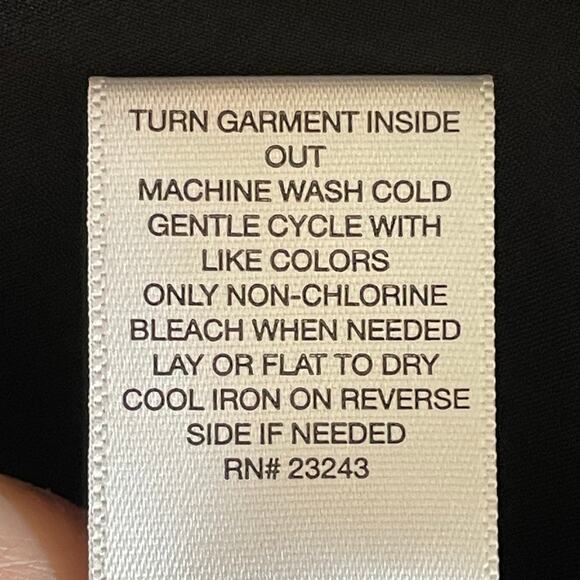 TURN GARMENT INSIDE
OUT
MACHINE WASH COLD
GENTLE CYCLE WITH
LIKE COLORS
ONLY NON-CHLORINE
BLEACH WHEN NEEDED
LAY OR FLAT TO DRY
COOL IRON ON REVERSE
SIDE IF NEEDED
RN# 23243